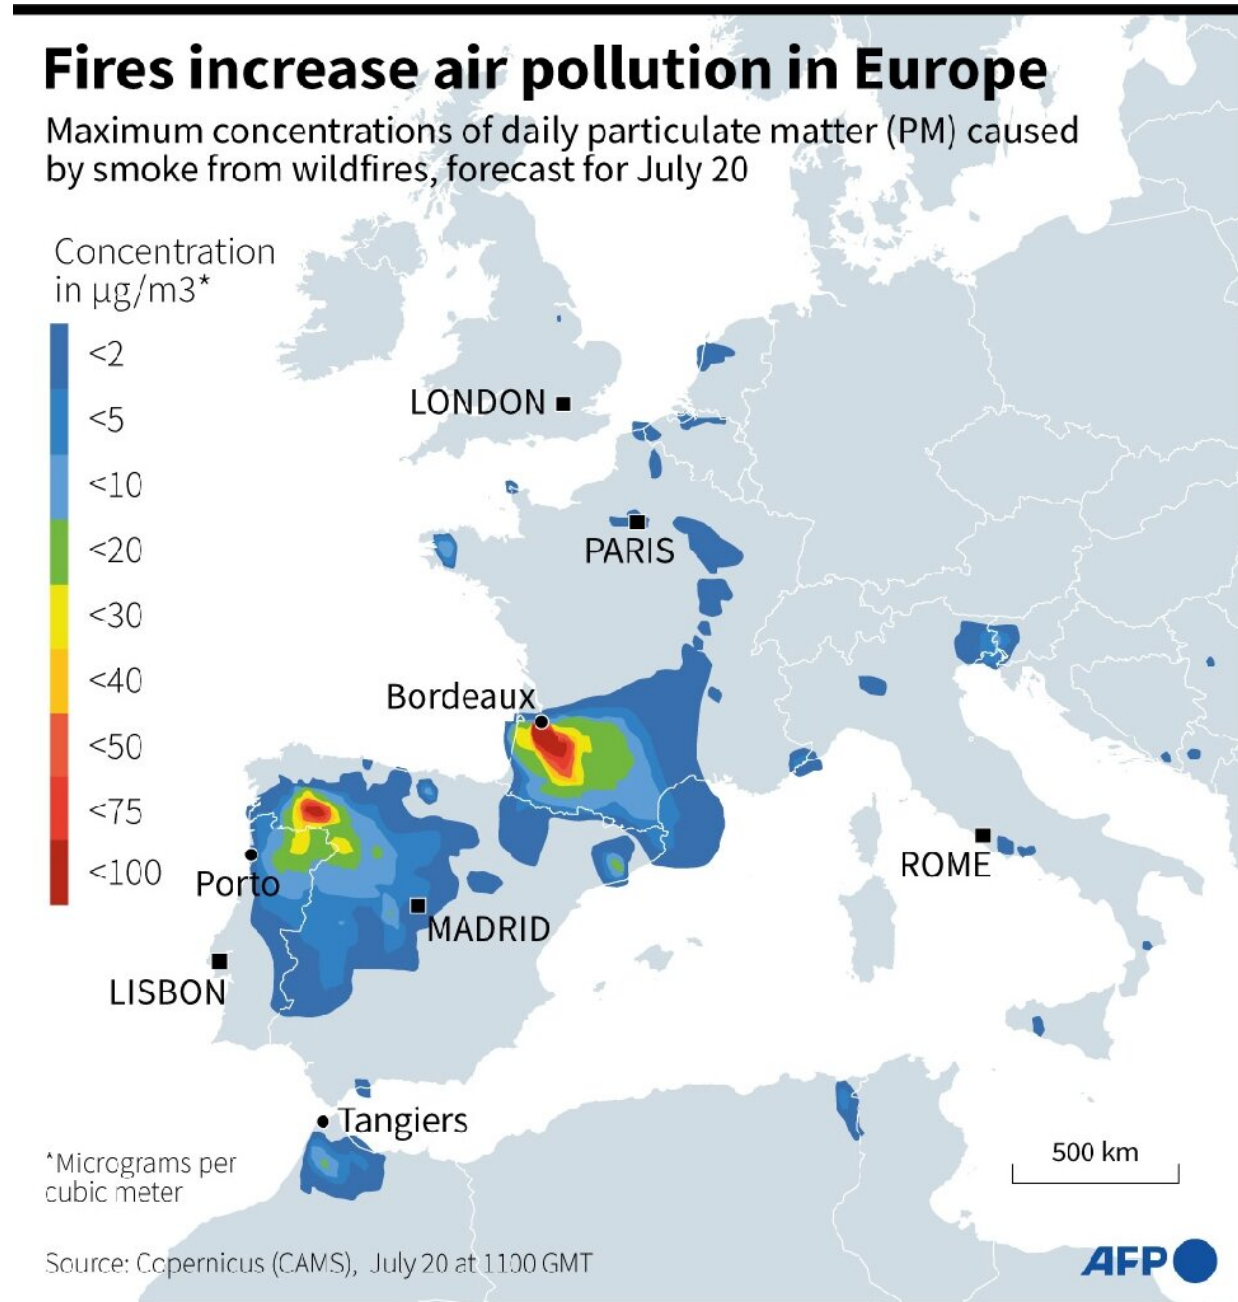 Fires increase air pollution in Europe
Maximum concentrations of daily particulate matter (PM) caused
by smoke from wildfires, forecast for July 20
Concentration
in µg/m3*
<2
<5
<10
<20
<30
<40
<50
<75
<100
LONDON
PARIS
Bordeaux
Porto
MADRID
LISBON
ROME
Tangiers
500 km
*Micrograms per
cubic meter
Source: Copernicus (CAMS), July 20 at 1100 GMT
AFP